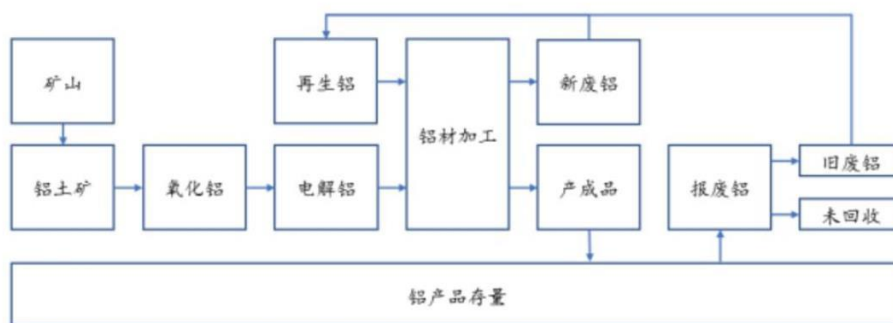 矿山
再生铝
铝材加工
新废铝
铝土矿
氧化铝
电解铝
产成品
报废铝
旧废铝
未回收
铝产品存量